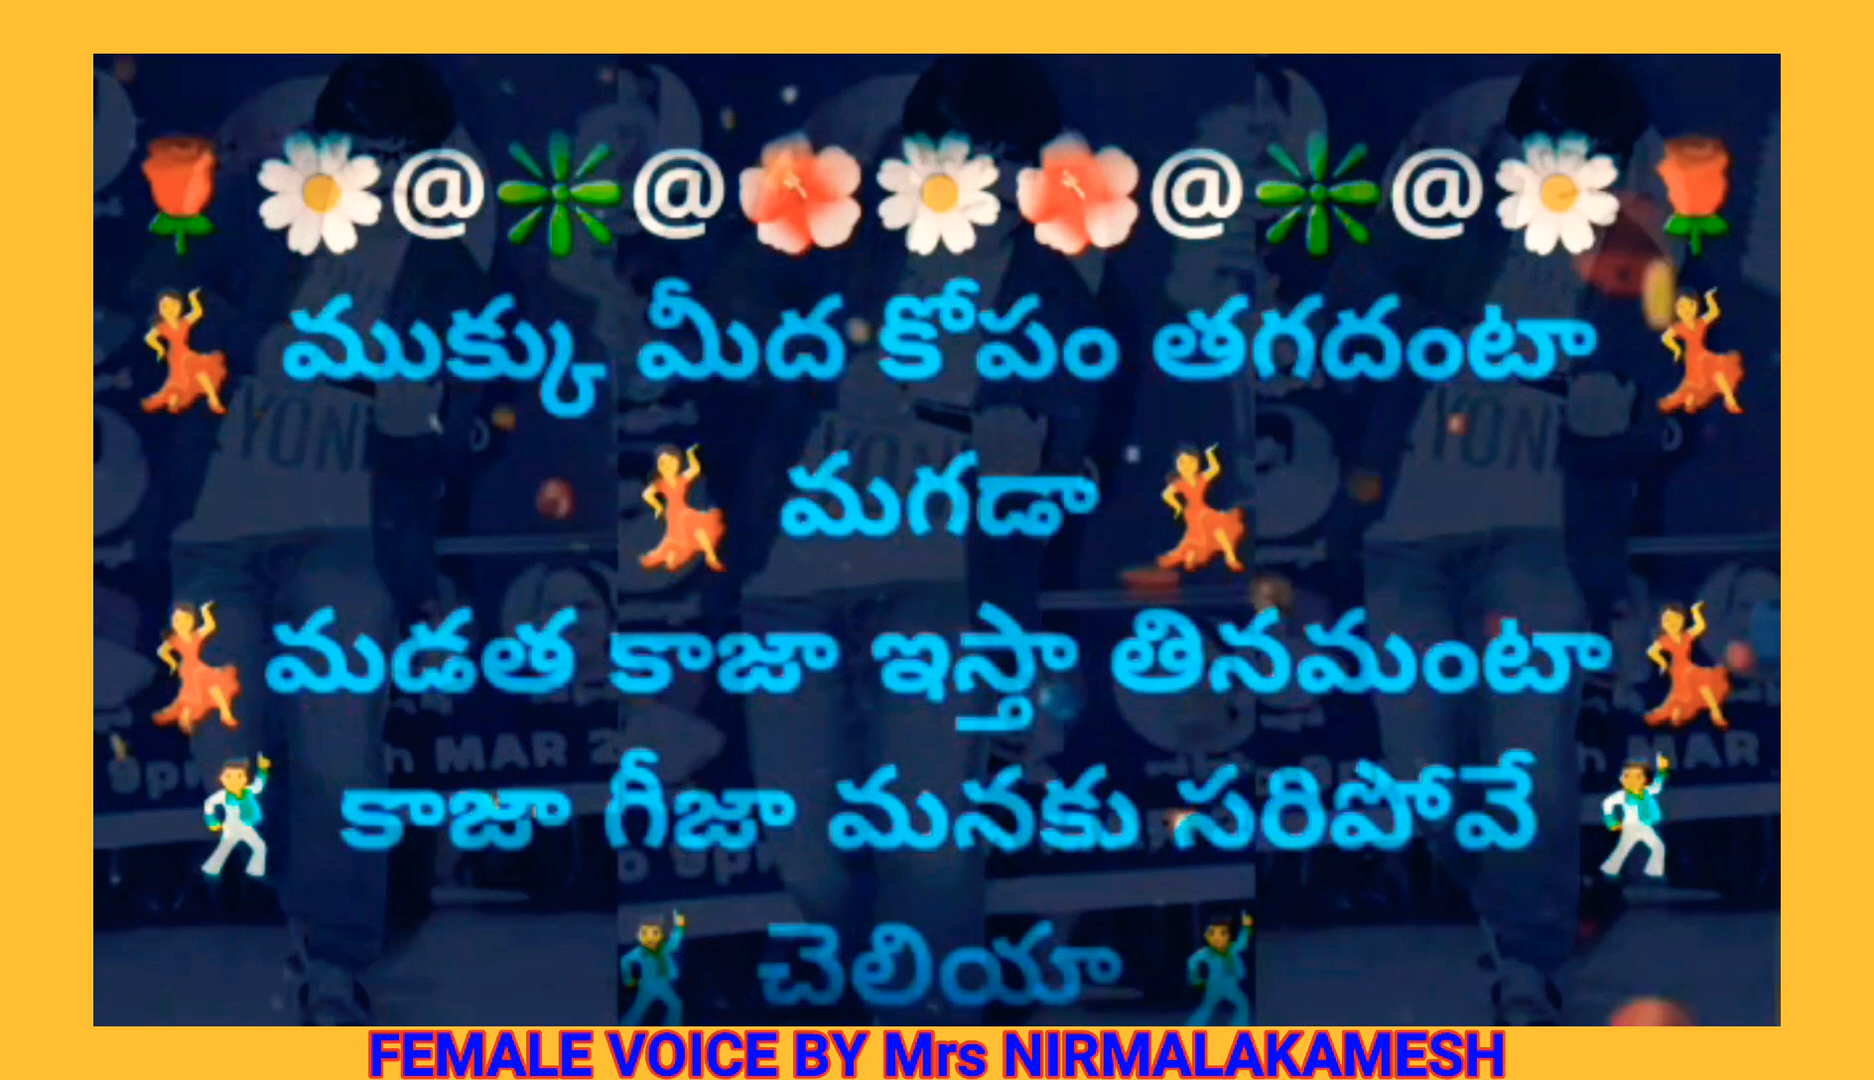 @ @ @ @
ముక్కు మీద కోపం తగదంటా
మగడా
మడత కాజా ఇస్తా తినమంటా
కాజా గీజా మనకు సరిపోవే
చెలియా
FEMALE VOICE BY Mrs NIRMALAKAMESH